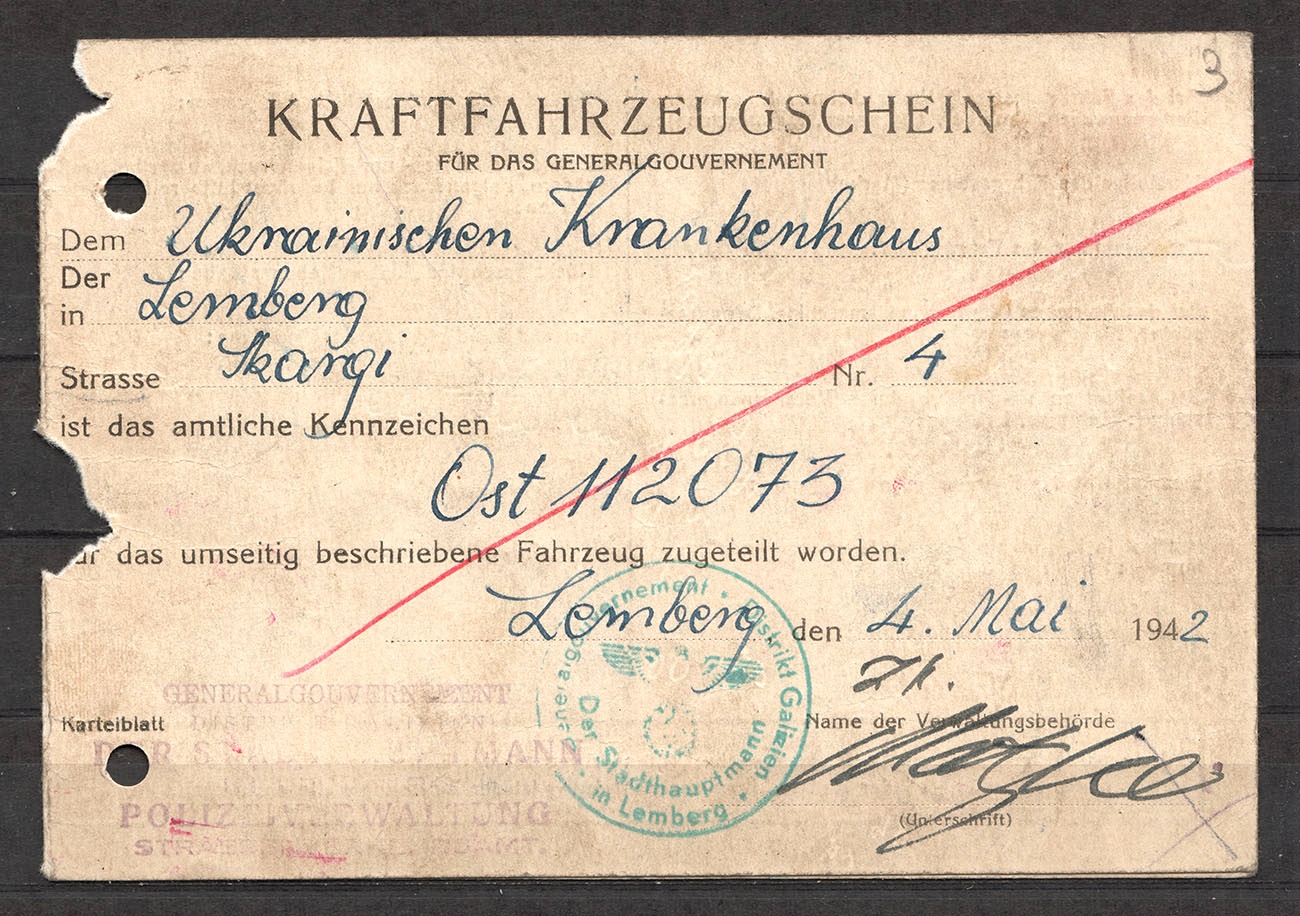 3
KRAFTFAHRZEUGSCHEIN
FÜR DAS GENERALGOUVERNEMENT
Dem Ukrainischen Krankenhaus
Der
in Lemberg
Strasse Skargi Nr. 4
ist das amtliche Kennzeichen
Ost 112073
das umseitig beschriebene Fahrzeug zugeteilt worden.
Lemberg den 4. Mai 1942
Generalgouvernement · Distrikt Galizien
Der Stadthauptmann
in Lemberg
GENERALGOUVERNEMENT
Karteiblatt
Name der Verwaltungsbehörde
POLIZEIVERWALTUNG
(Unterschrift)